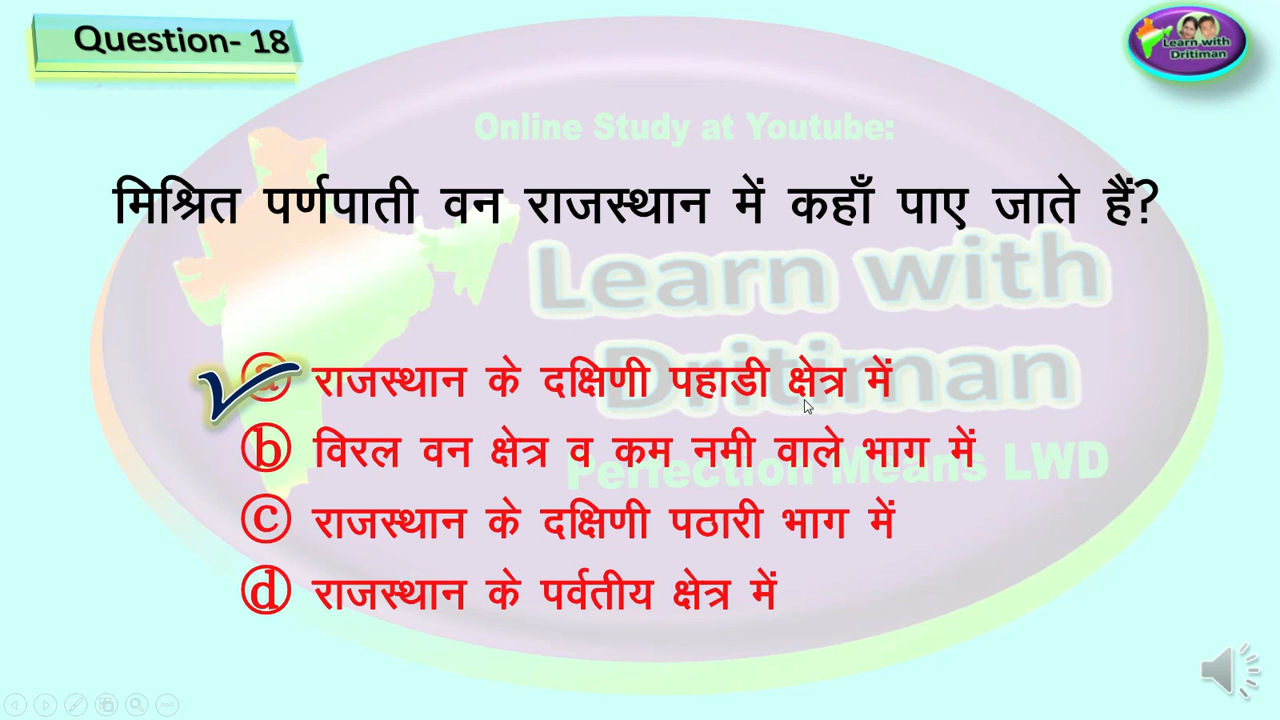 Question- 18
Learn with
Dritiman
Online Study at Youtube:
मिश्रित पर्णपाती वन राजस्थान में कहाँ पाए जाते हैं?
Learn with
Dritiman
Perfection Means LWD
ⓐ राजस्थान के दक्षिणी पहाडी क्षेत्र में
ⓑ विरल वन क्षेत्र व कम नमी वाले भाग में
ⓒ राजस्थान के दक्षिणी पठारी भाग में
ⓓ राजस्थान के पर्वतीय क्षेत्र में